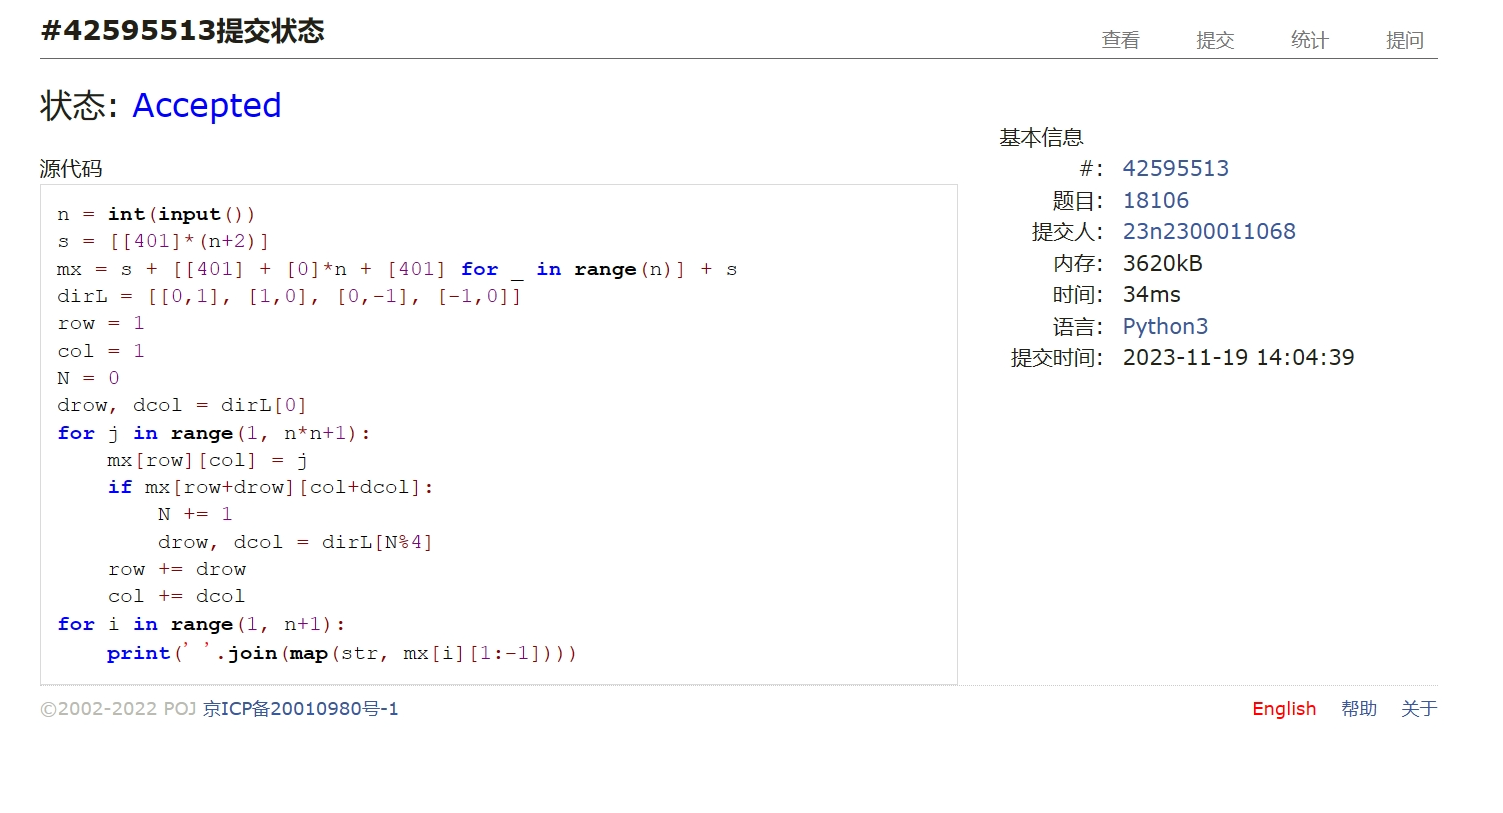 #42595513提交状态
查看 提交 统计 提问
状态: Accepted
源代码
n = int(input())
s = [[401]*(n+2)]
mx = s + [[401] + [0]*n + [401] for _ in range(n)] + s
dirL = [[0,1], [1,0], [0,-1], [-1,0]]
row = 1
col = 1
N = 0
drow, dcol = dirL[0]
for j in range(1, n*n+1):
    mx[row][col] = j
    if mx[row+drow][col+dcol]:
        N += 1
        drow, dcol = dirL[N%4]
    row += drow
    col += dcol
for i in range(1, n+1):
    print(' '.join(map(str, mx[i][1:-1])))
基本信息
#: 42595513
题目: 18106
提交人: 23n2300011068
内存: 3620kB
时间: 34ms
语言: Python3
提交时间: 2023-11-19 14:04:39
©2002-2022 POJ 京ICP备20010980号-1
English 帮助 关于